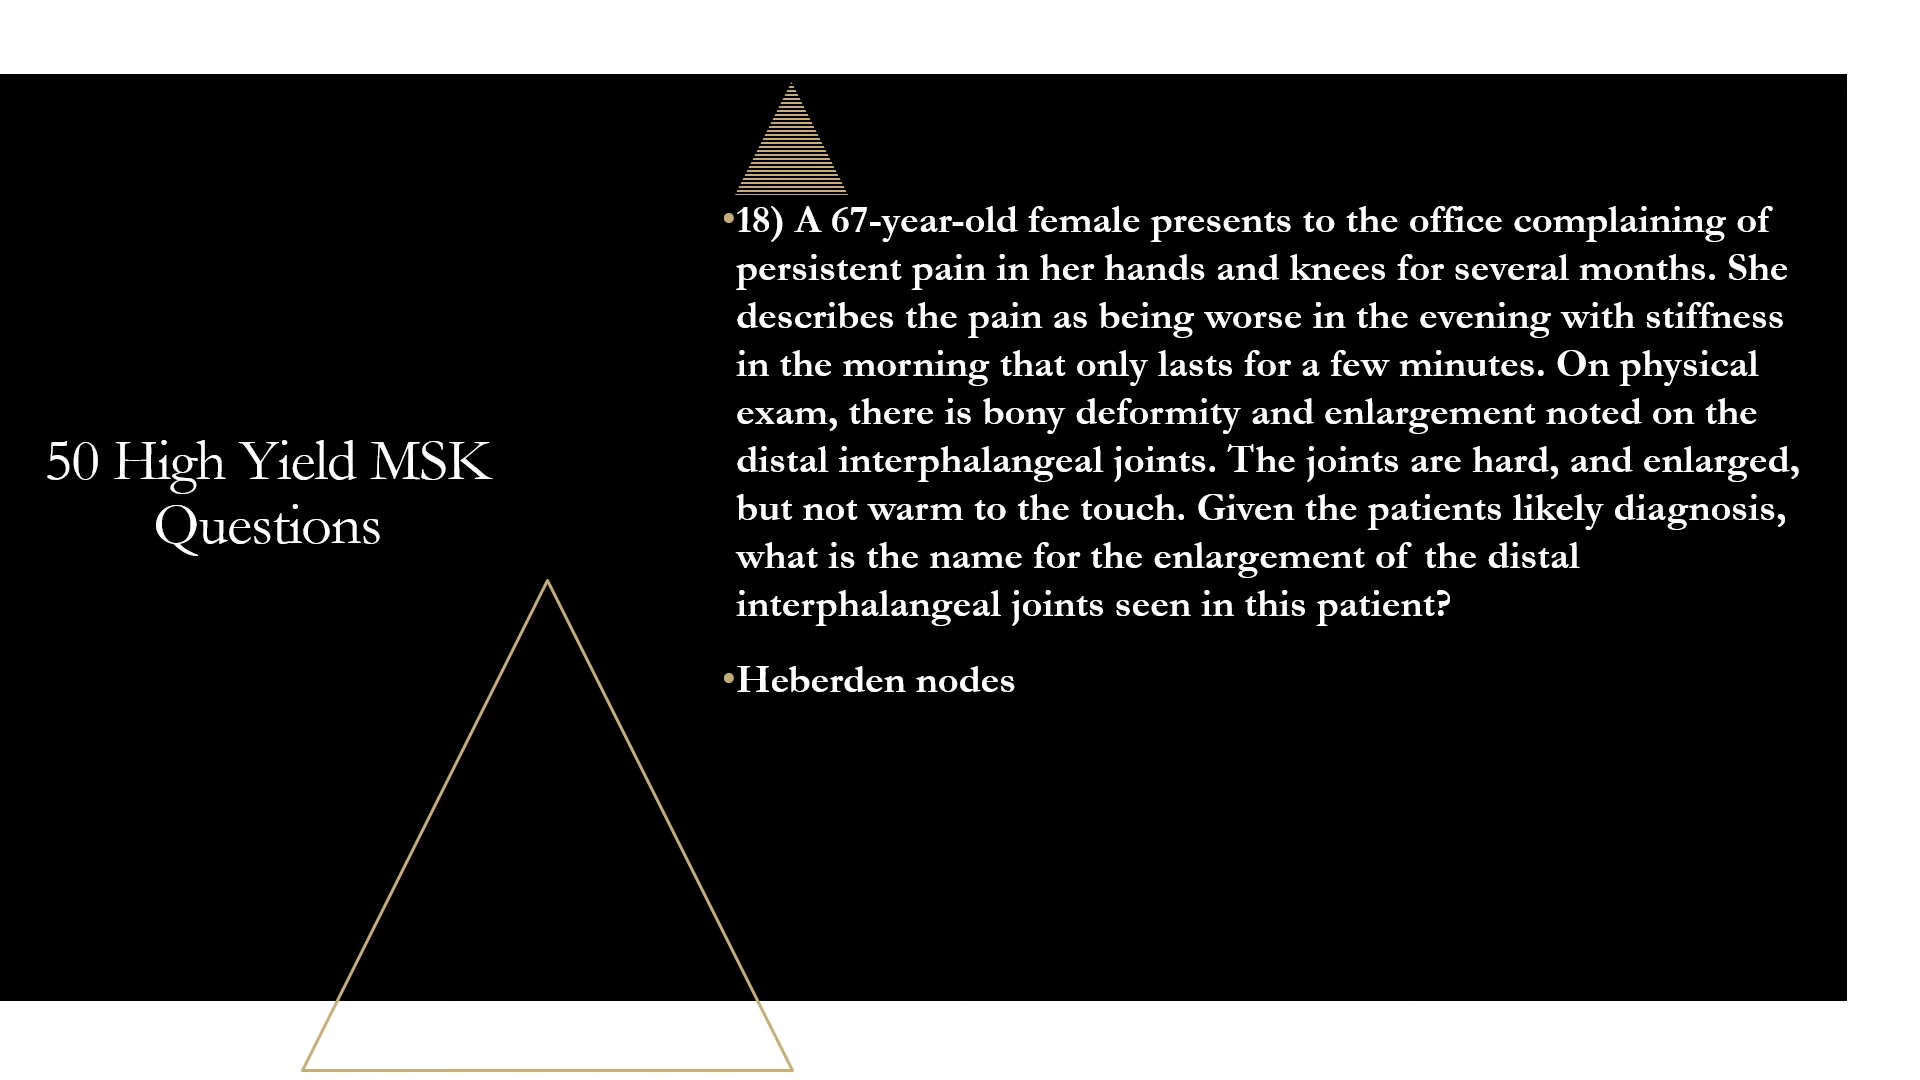 50 High Yield MSK
Questions
•18) A 67-year-old female presents to the office complaining of
persistent pain in her hands and knees for several months. She
describes the pain as being worse in the evening with stiffness
in the morning that only lasts for a few minutes. On physical
exam, there is bony deformity and enlargement noted on the
distal interphalangeal joints. The joints are hard, and enlarged,
but not warm to the touch. Given the patients likely diagnosis,
what is the name for the enlargement of the distal
interphalangeal joints seen in this patient?
•Heberden nodes